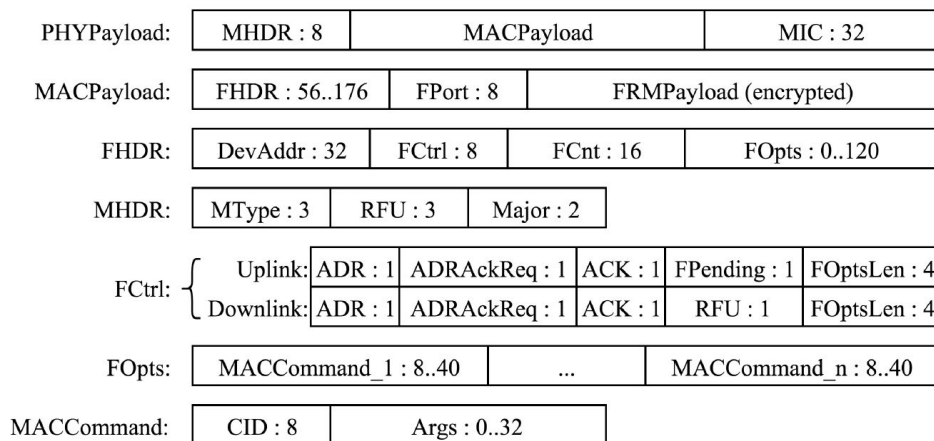 PHYPayload: MHDR : 8 MACPayload MIC : 32
MACPayload: FHDR : 56..176 FPort : 8 FRMPayload (encrypted)
FHDR: DevAddr : 32 FCtrl : 8 FCnt : 16 FOpts : 0..120
MHDR: MType : 3 RFU : 3 Major : 2
FCtrl: Uplink: ADR : 1 ADRAckReq : 1 ACK : 1 FPending : 1 FOptsLen : 4
Downlink: ADR : 1 ADRAckReq : 1 ACK : 1 RFU : 1 FOptsLen : 4
FOpts: MACCommand_1 : 8..40 ... MACCommand_n : 8..40
MACCommand: CID : 8 Args : 0..32